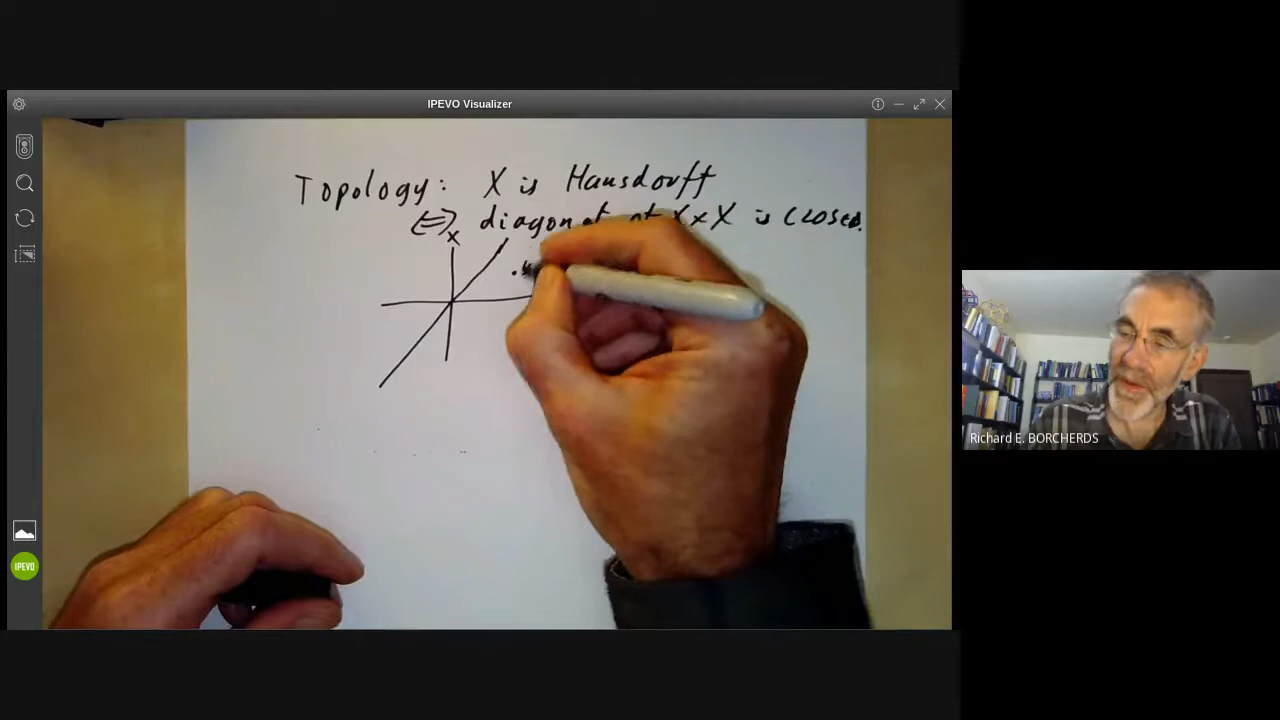 IPEVO Visualizer
Topology: X is Hausdorff
⇔ diagonal of X×X is closed.
X
IPEVO
Richard E. BORCHERDS